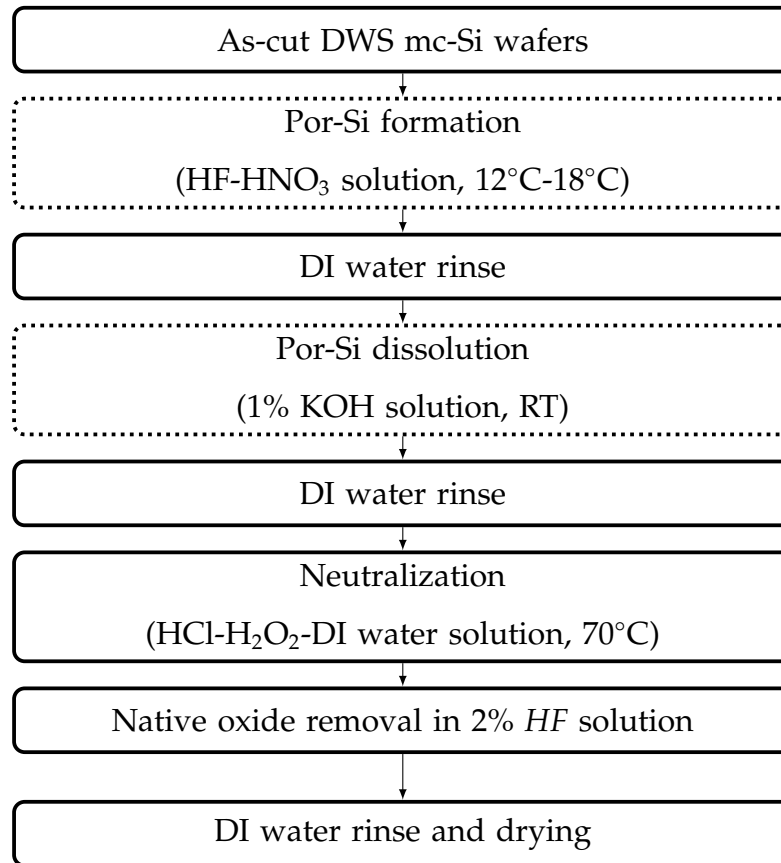 As-cut DWS mc-Si wafers
Por-Si formation
(HF-HNO₃ solution, 12°C-18°C)
DI water rinse
Por-Si dissolution
(1% KOH solution, RT)
DI water rinse
Neutralization
(HCl-H₂O₂-DI water solution, 70°C)
Native oxide removal in 2% HF solution
DI water rinse and drying